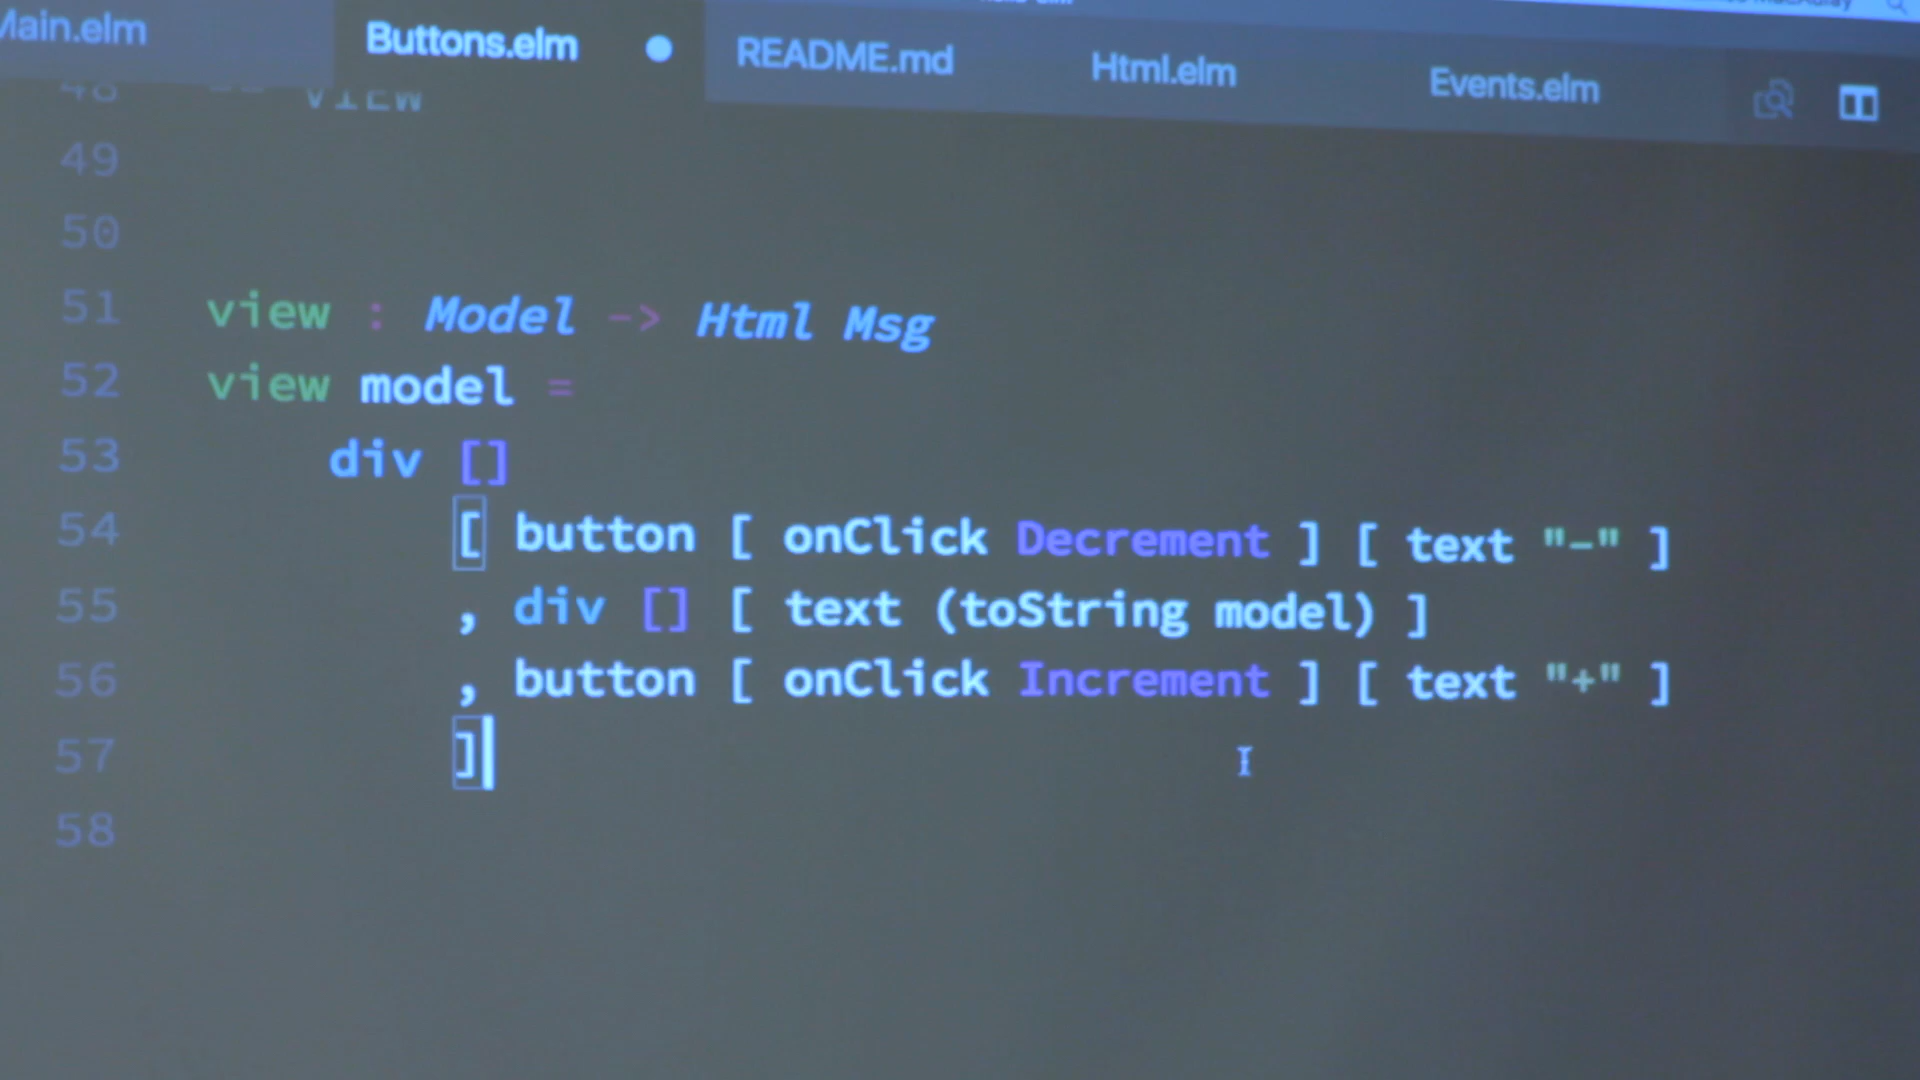 Main.elm Buttons.elm README.md Html.elm Events.elm
48 -- VIEW
49
50
51 view : Model -> Html Msg
52 view model =
53 div []
54 [ button [ onClick Decrement ] [ text "-" ]
55 , div [] [ text (toString model) ]
56 , button [ onClick Increment ] [ text "+" ]
57 ]
58